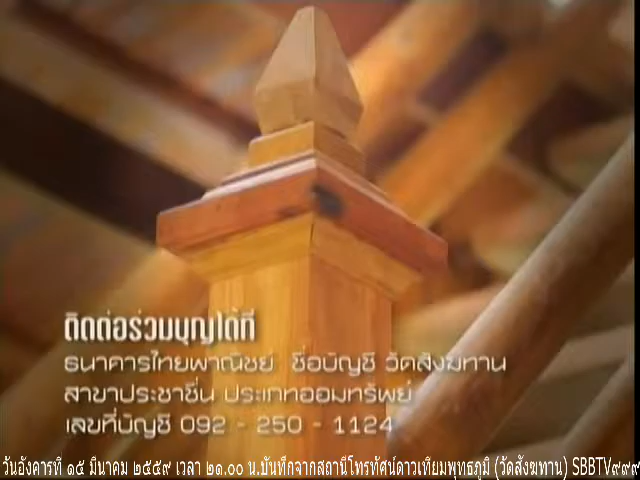 ติดต่อร่วมบุญได้ที่
ธนาคารไทยพาณิชย์ ชื่อบัญชี วัดสังฆทาน
สาขาประชาชื่น ประเภทออมทรัพย์
เลขที่บัญชี 092 - 250 - 1124
วันอังคารที่ ๑๕ มีนาคม ๒๕๕๙ เวลา ๒๑.๐๐ น.บันทึกจากสถานีโทรทัศน์ดาวเทียมพุทธภูมิ (วัดสังฆทาน) SBBTV๙๙๙